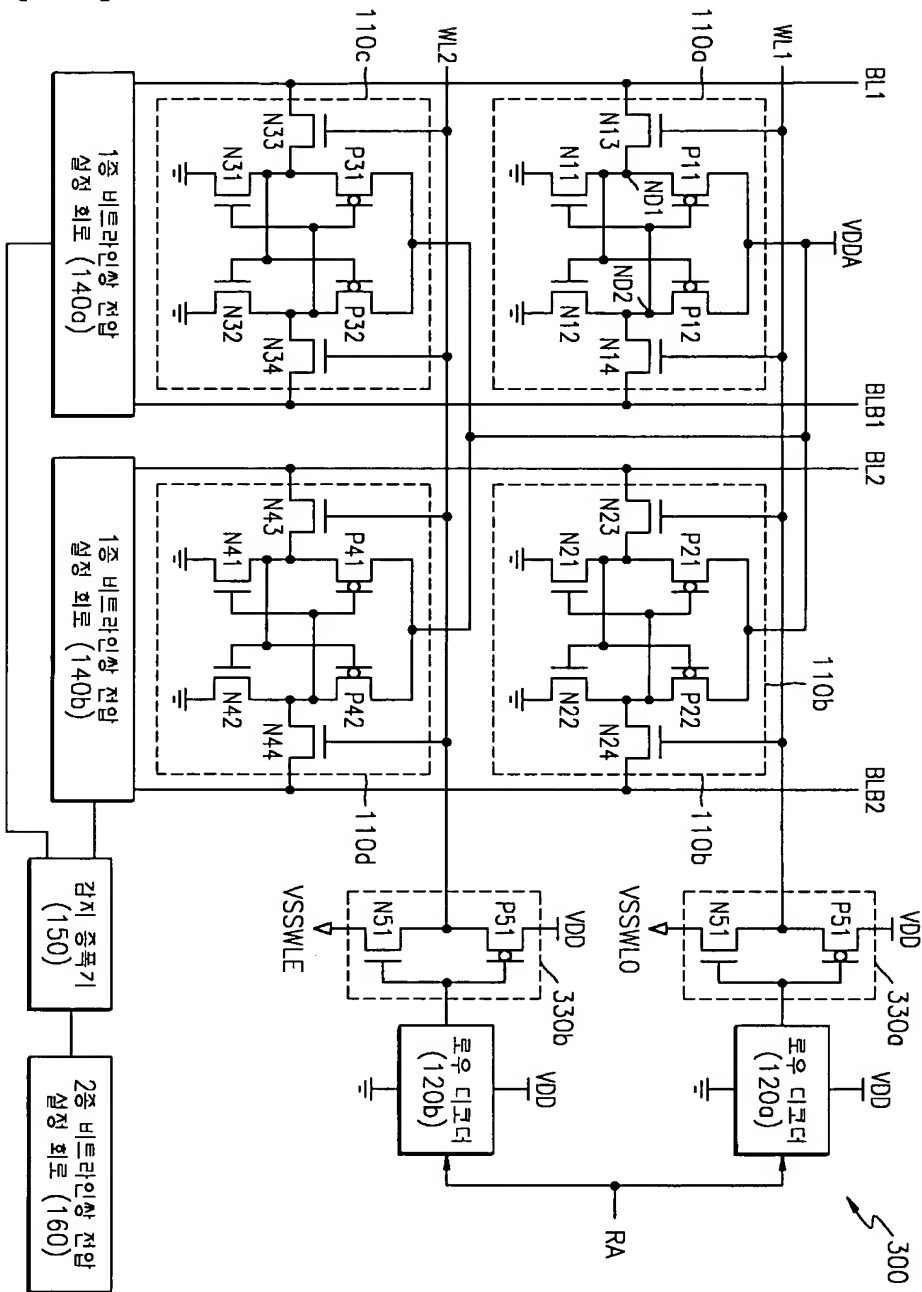 300
BL1
BLB1
BL2
BLB2
VDDA
WL1
110a
110b
110b
N13
P11
ND1
N11
P12
ND2
N12
N14
N23
P21
N21
P22
N22
N24
VDD
P51
N51
VSSWLO
330a
VDD
로우 디코더
(120a)
RA
WL2
110c
110d
N33
P31
N31
P32
N32
N34
N43
P41
N41
P42
N42
N44
VDD
P51
N51
VSSWLE
330b
VDD
로우 디코더
(120b)
1종 비트라인쌍 전압
설정 회로 (140a)
1종 비트라인쌍 전압
설정 회로 (140b)
감지 증폭기
(150)
2종 비트라인쌍 전압
설정 회로 (160)